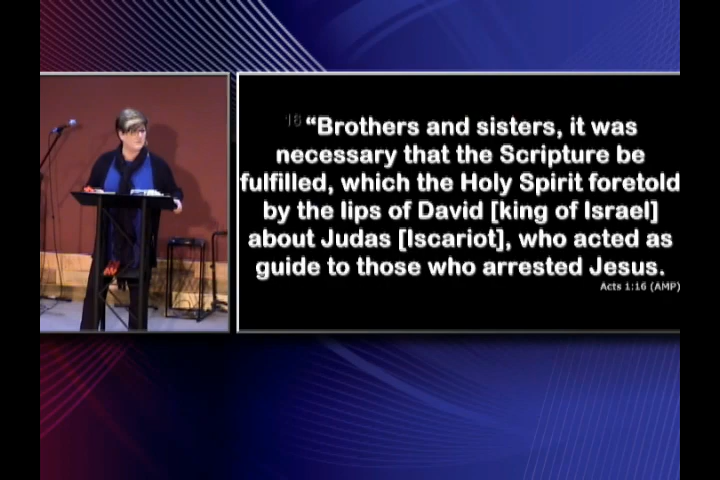 16 “Brothers and sisters, it was
necessary that the Scripture be
fulfilled, which the Holy Spirit foretold
by the lips of David [king of Israel]
about Judas [Iscariot], who acted as
guide to those who arrested Jesus.
Acts 1:16 (AMP)